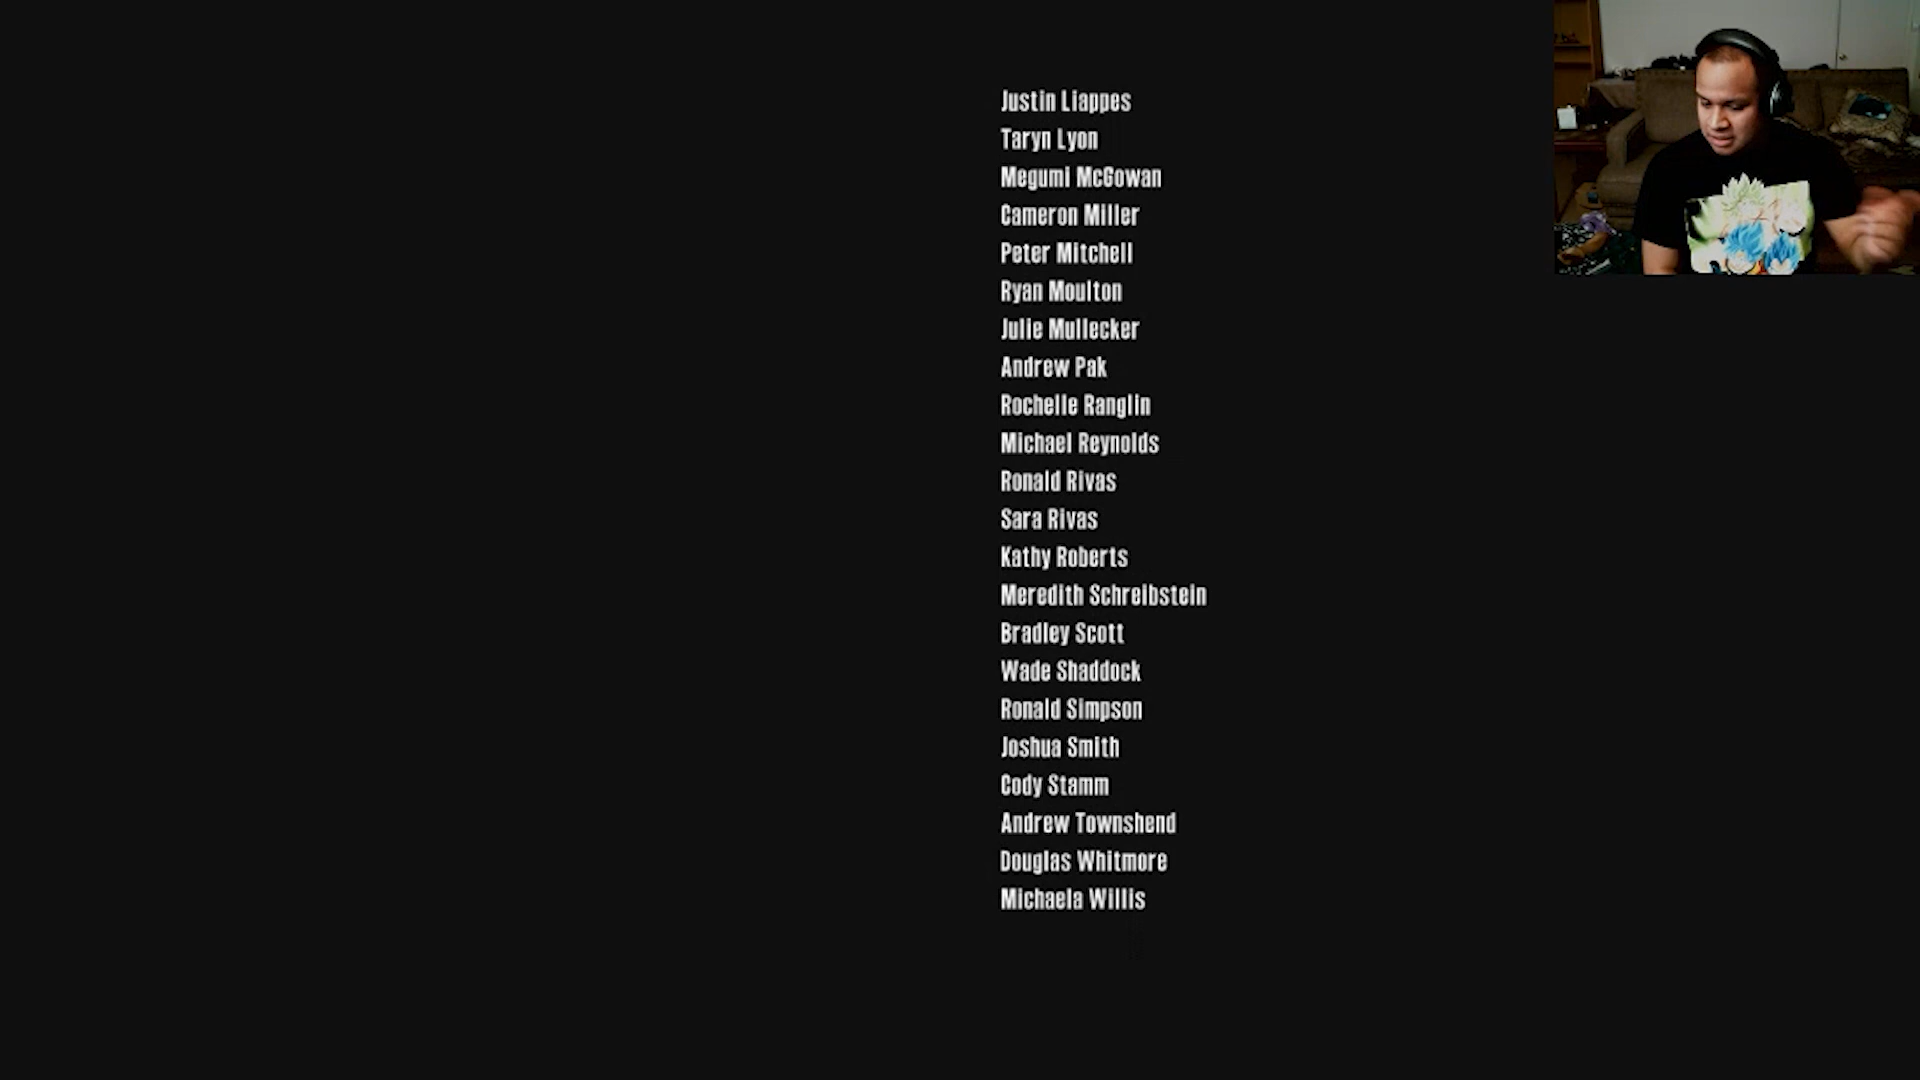 Justin Liappes
Taryn Lyon
Megumi McGowan
Cameron Miller
Peter Mitchell
Ryan Moulton
Julie Mullecker
Andrew Pak
Rochelle Ranglin
Michael Reynolds
Ronald Rivas
Sara Rivas
Kathy Roberts
Meredith Schreibstein
Bradley Scott
Wade Shaddock
Ronald Simpson
Joshua Smith
Cody Stamm
Andrew Townshend
Douglas Whitmore
Michaela Willis